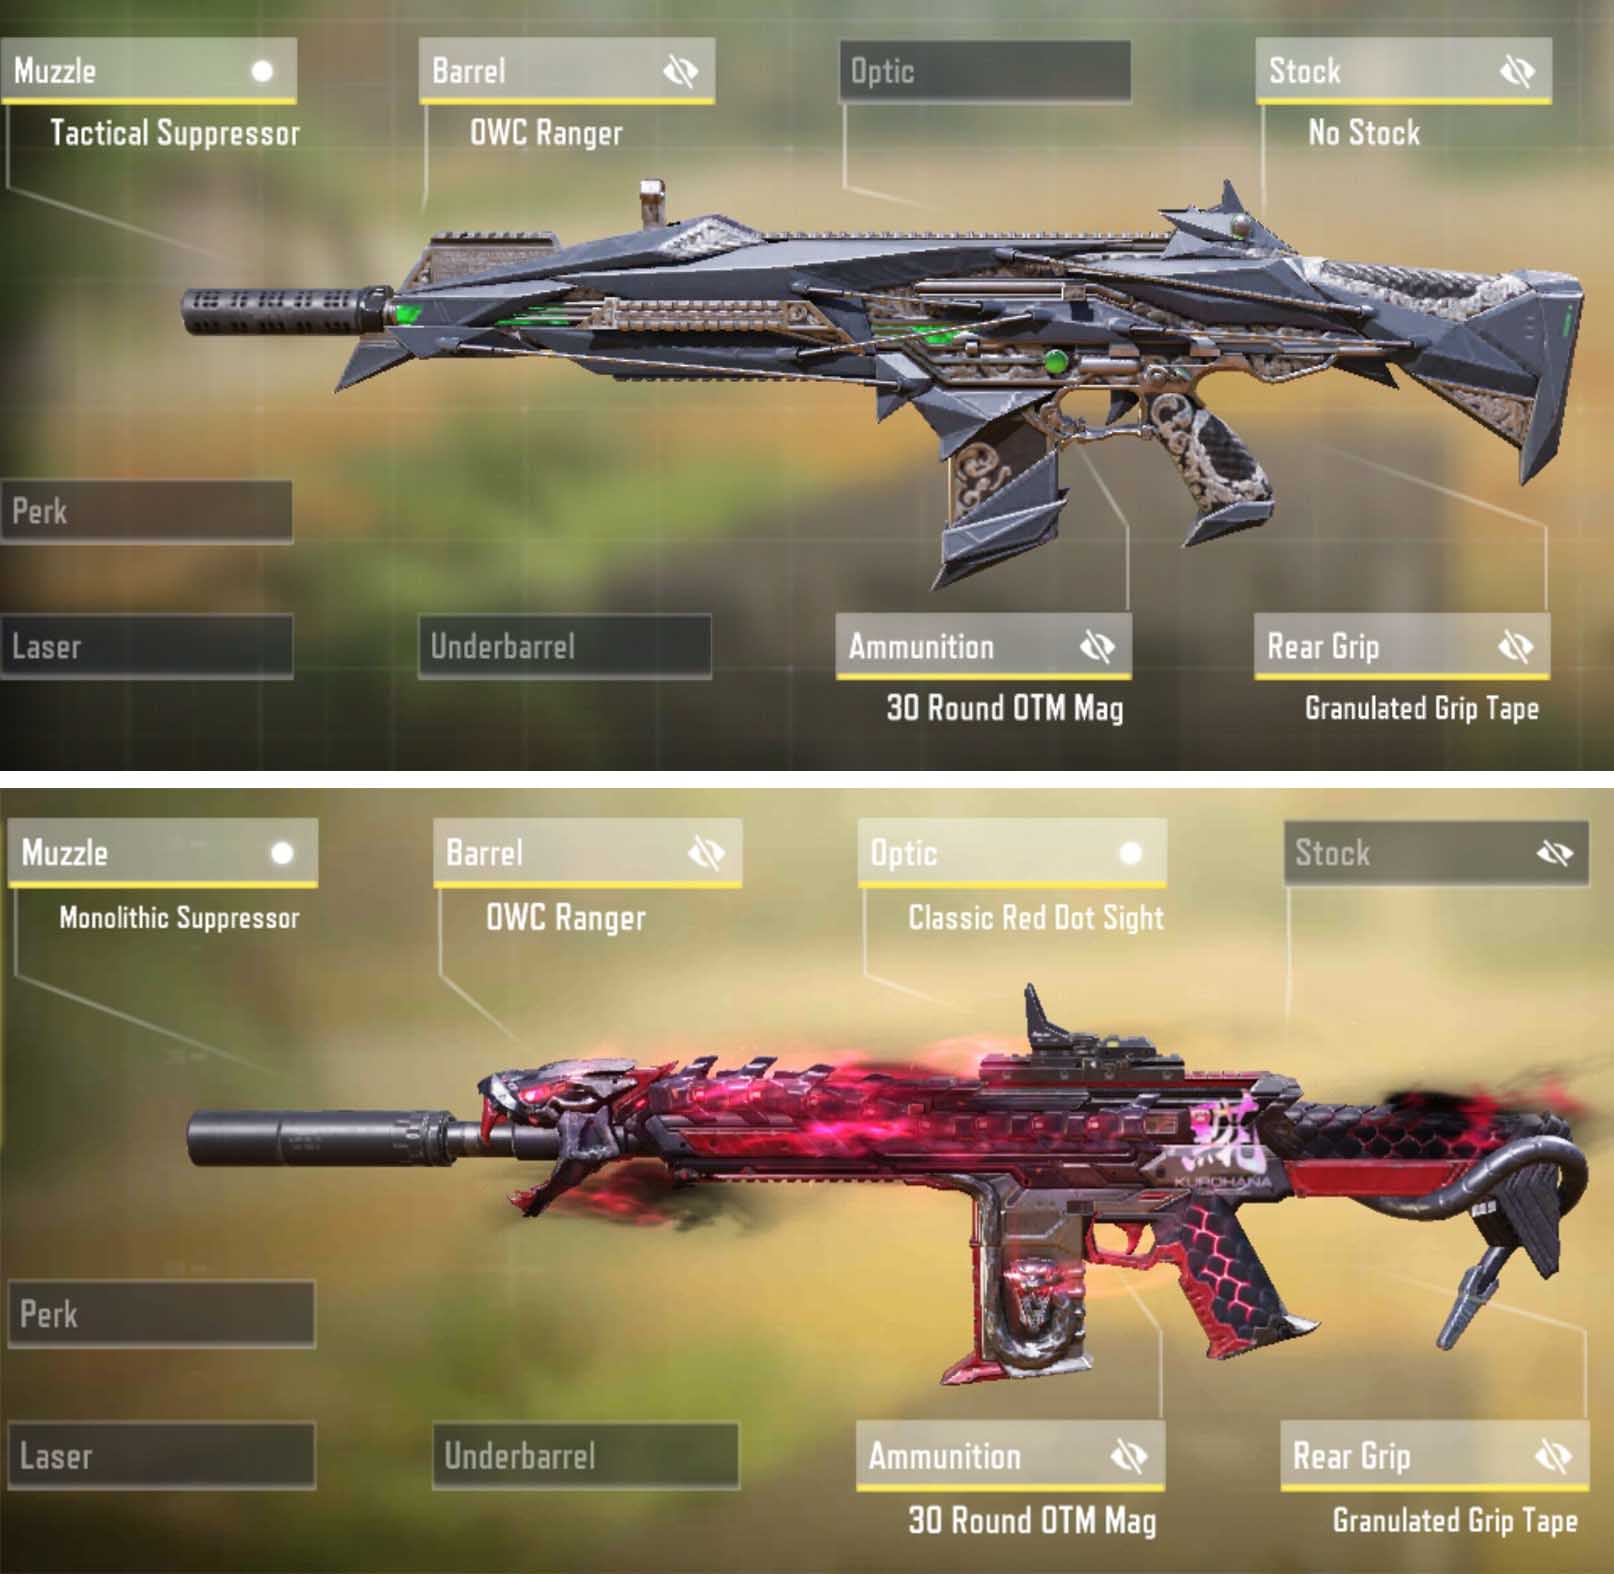 Muzzle
Barrel
Optic
Stock
Tactical Suppressor
OWC Ranger
No Stock
Perk
Laser
Underbarrel
Ammunition
Rear Grip
30 Round OTM Mag
Granulated Grip Tape
Muzzle
Barrel
Optic
Stock
Monolithic Suppressor
OWC Ranger
Classic Red Dot Sight
KUROHANA
Perk
Laser
Underbarrel
Ammunition
Rear Grip
30 Round OTM Mag
Granulated Grip Tape